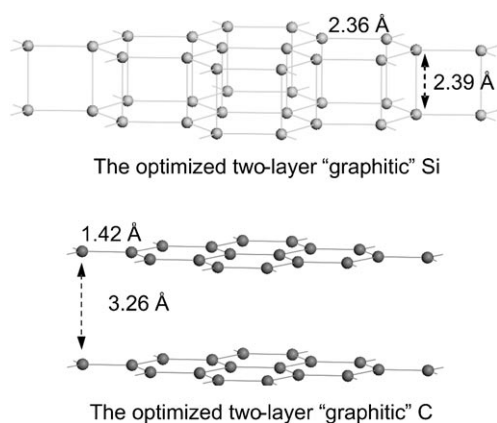 2.36 Å
2.39 Å
The optimized two-layer “graphitic” Si
1.42 Å
3.26 Å
The optimized two-layer “graphitic” C